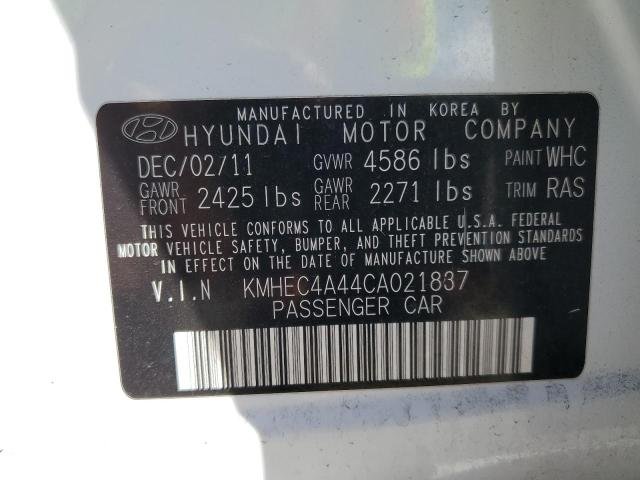 MANUFACTURED IN KOREA BY
HYUNDAI MOTOR COMPANY
DEC/02/11 GVWR 4586 lbs PAINT WHC
GAWR FRONT 2425 lbs GAWR REAR 2271 lbs TRIM RAS
THIS VEHICLE CONFORMS TO ALL APPLICABLE U.S.A. FEDERAL
MOTOR VEHICLE SAFETY, BUMPER, AND THEFT PREVENTION STANDARDS
IN EFFECT ON THE DATE OF MANUFACTURE SHOWN ABOVE
V.I.N KMHEC4A44CA021837
PASSENGER CAR